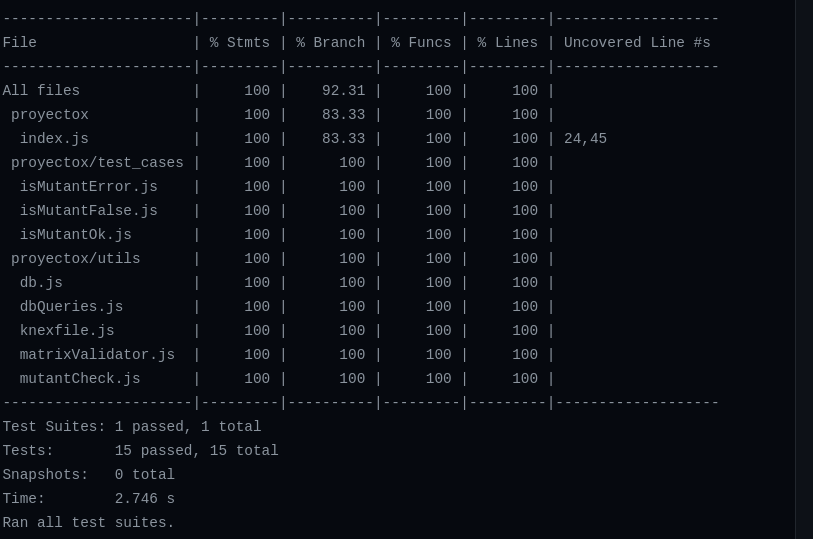 ----------------------|---------|----------|---------|---------|-------------------
File                  | % Stmts | % Branch | % Funcs | % Lines | Uncovered Line #s
----------------------|---------|----------|---------|---------|-------------------
All files             |     100 |    92.31 |     100 |     100 |
 proyectox            |     100 |    83.33 |     100 |     100 |
  index.js            |     100 |    83.33 |     100 |     100 | 24,45
 proyectox/test_cases |     100 |      100 |     100 |     100 |
  isMutantError.js    |     100 |      100 |     100 |     100 |
  isMutantFalse.js    |     100 |      100 |     100 |     100 |
  isMutantOk.js       |     100 |      100 |     100 |     100 |
 proyectox/utils      |     100 |      100 |     100 |     100 |
  db.js               |     100 |      100 |     100 |     100 |
  dbQueries.js        |     100 |      100 |     100 |     100 |
  knexfile.js         |     100 |      100 |     100 |     100 |
  matrixValidator.js  |     100 |      100 |     100 |     100 |
  mutantCheck.js      |     100 |      100 |     100 |     100 |
----------------------|---------|----------|---------|---------|-------------------
Test Suites: 1 passed, 1 total
Tests:       15 passed, 15 total
Snapshots:   0 total
Time:        2.746 s
Ran all test suites.